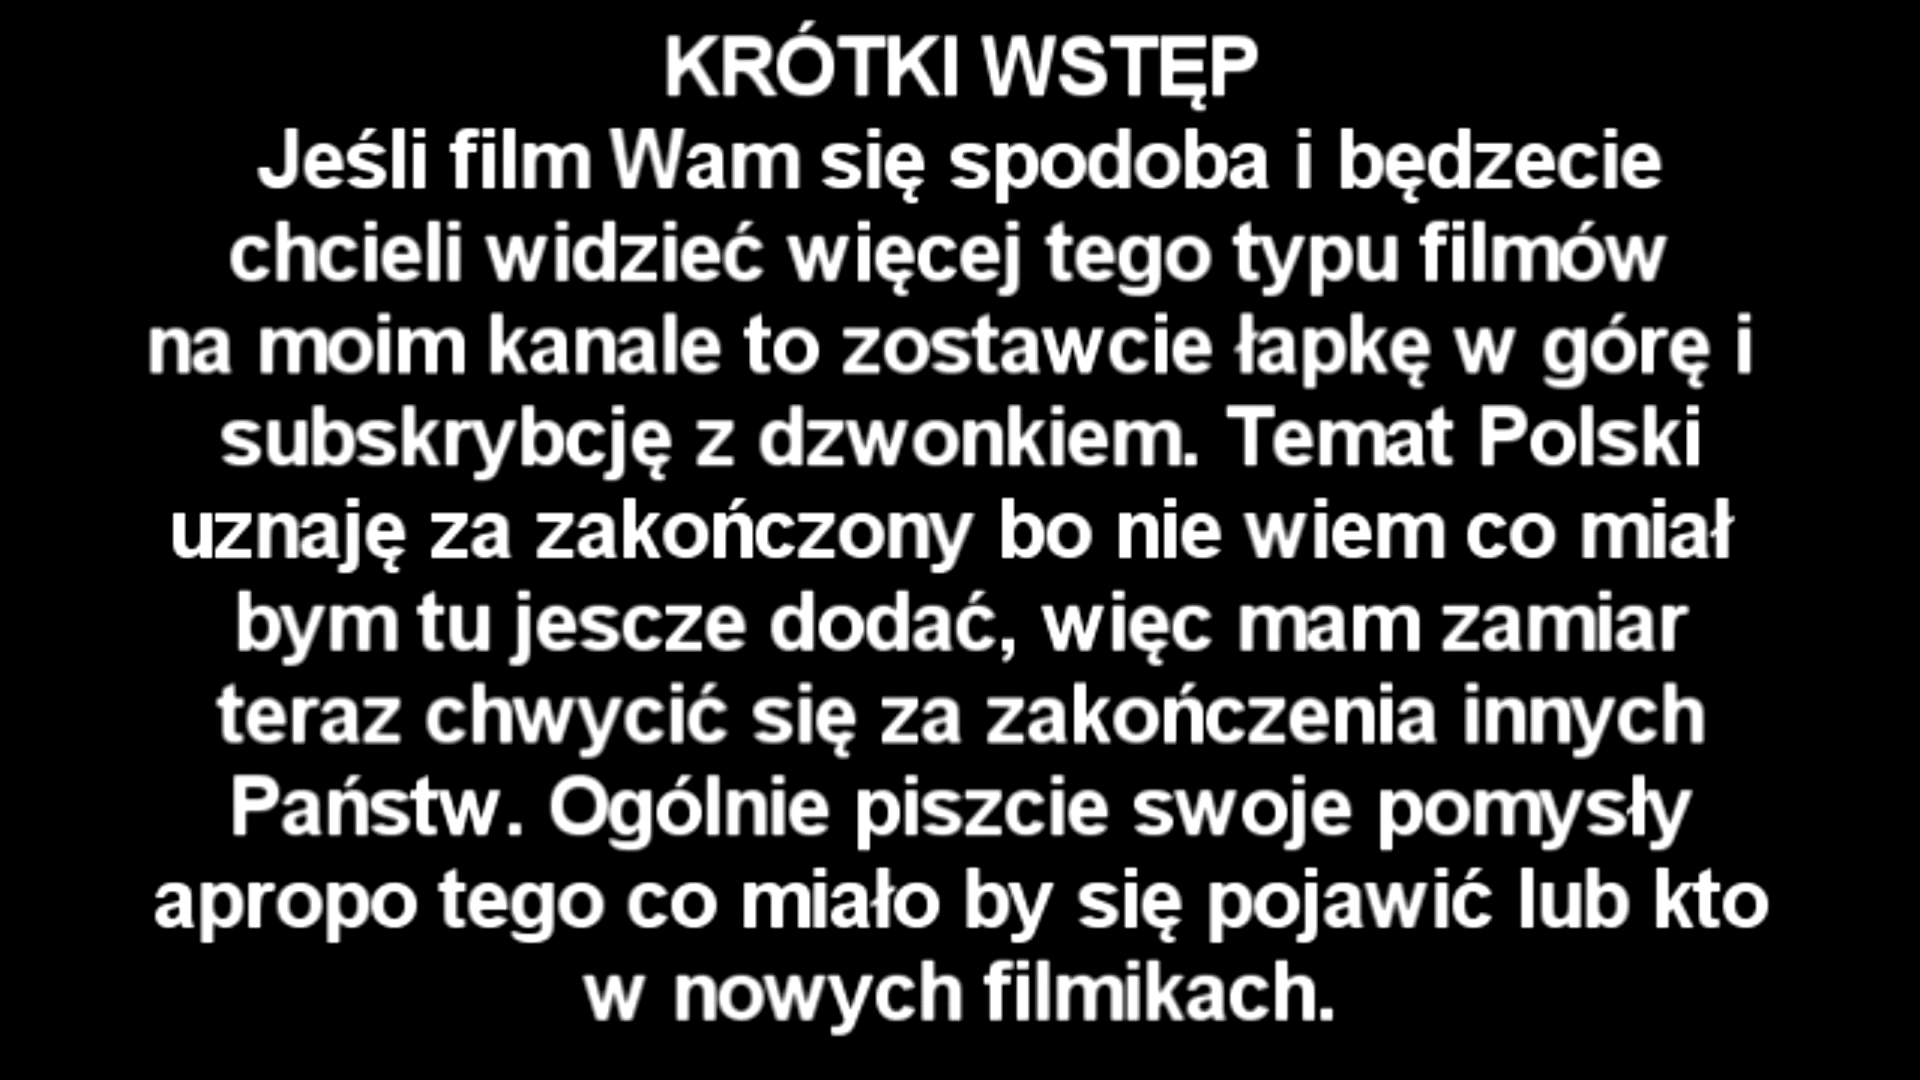 KRÓTKI WSTĘP
Jeśli film Wam się spodoba i będzecie
chcieli widzieć więcej tego typu filmów
na moim kanale to zostawcie łapkę w górę i
subskrybcję z dzwonkiem. Temat Polski
uznaję za zakończony bo nie wiem co miał
bym tu jescze dodać, więc mam zamiar
teraz chwycić się za zakończenia innych
Państw. Ogólnie piszcie swoje pomysły
apropo tego co miało by się pojawić lub kto
w nowych filmikach.